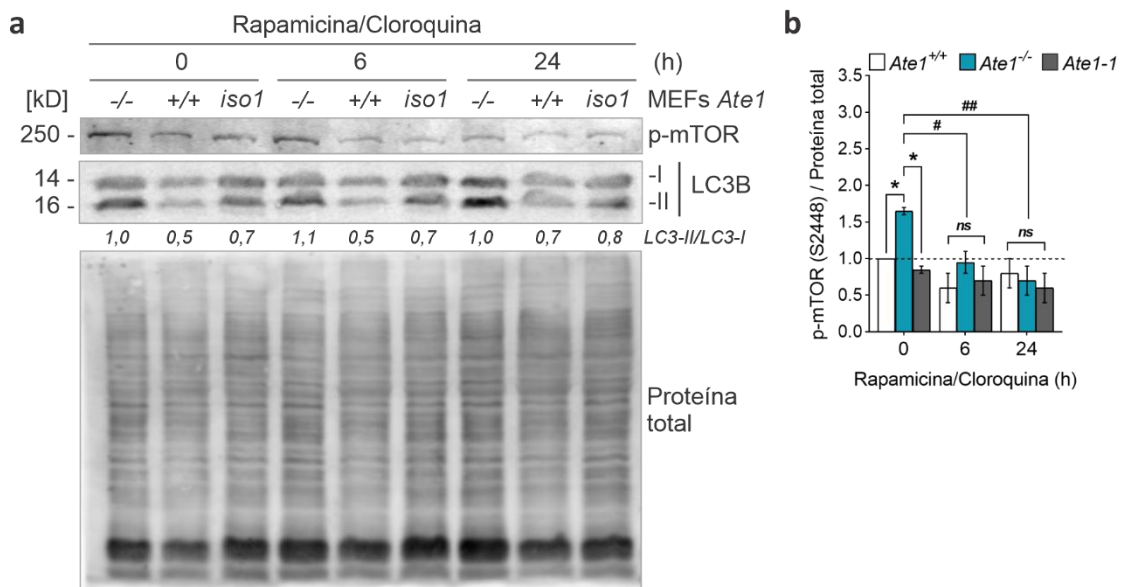 a
Rapamicina/Cloroquina
0 6 24 (h)
[kD] -/- +/+ iso1 -/- +/+ iso1 -/- +/+ iso1 MEFs Ate1
250 - p-mTOR
14 - -I
LC3B
16 - -II
1,0 0,5 0,7 1,1 0,5 0,7 1,0 0,7 0,8 LC3-II/LC3-I
Proteína
total
b
Ate1+/+ Ate1-/- Ate1-1
p-mTOR (S2448) / Proteína total
3.5
3.0
2.5
2.0
1.5
1.0
0.5
0.0
##
#
*
*
ns
ns
0 6 24
Rapamicina/Cloroquina (h)